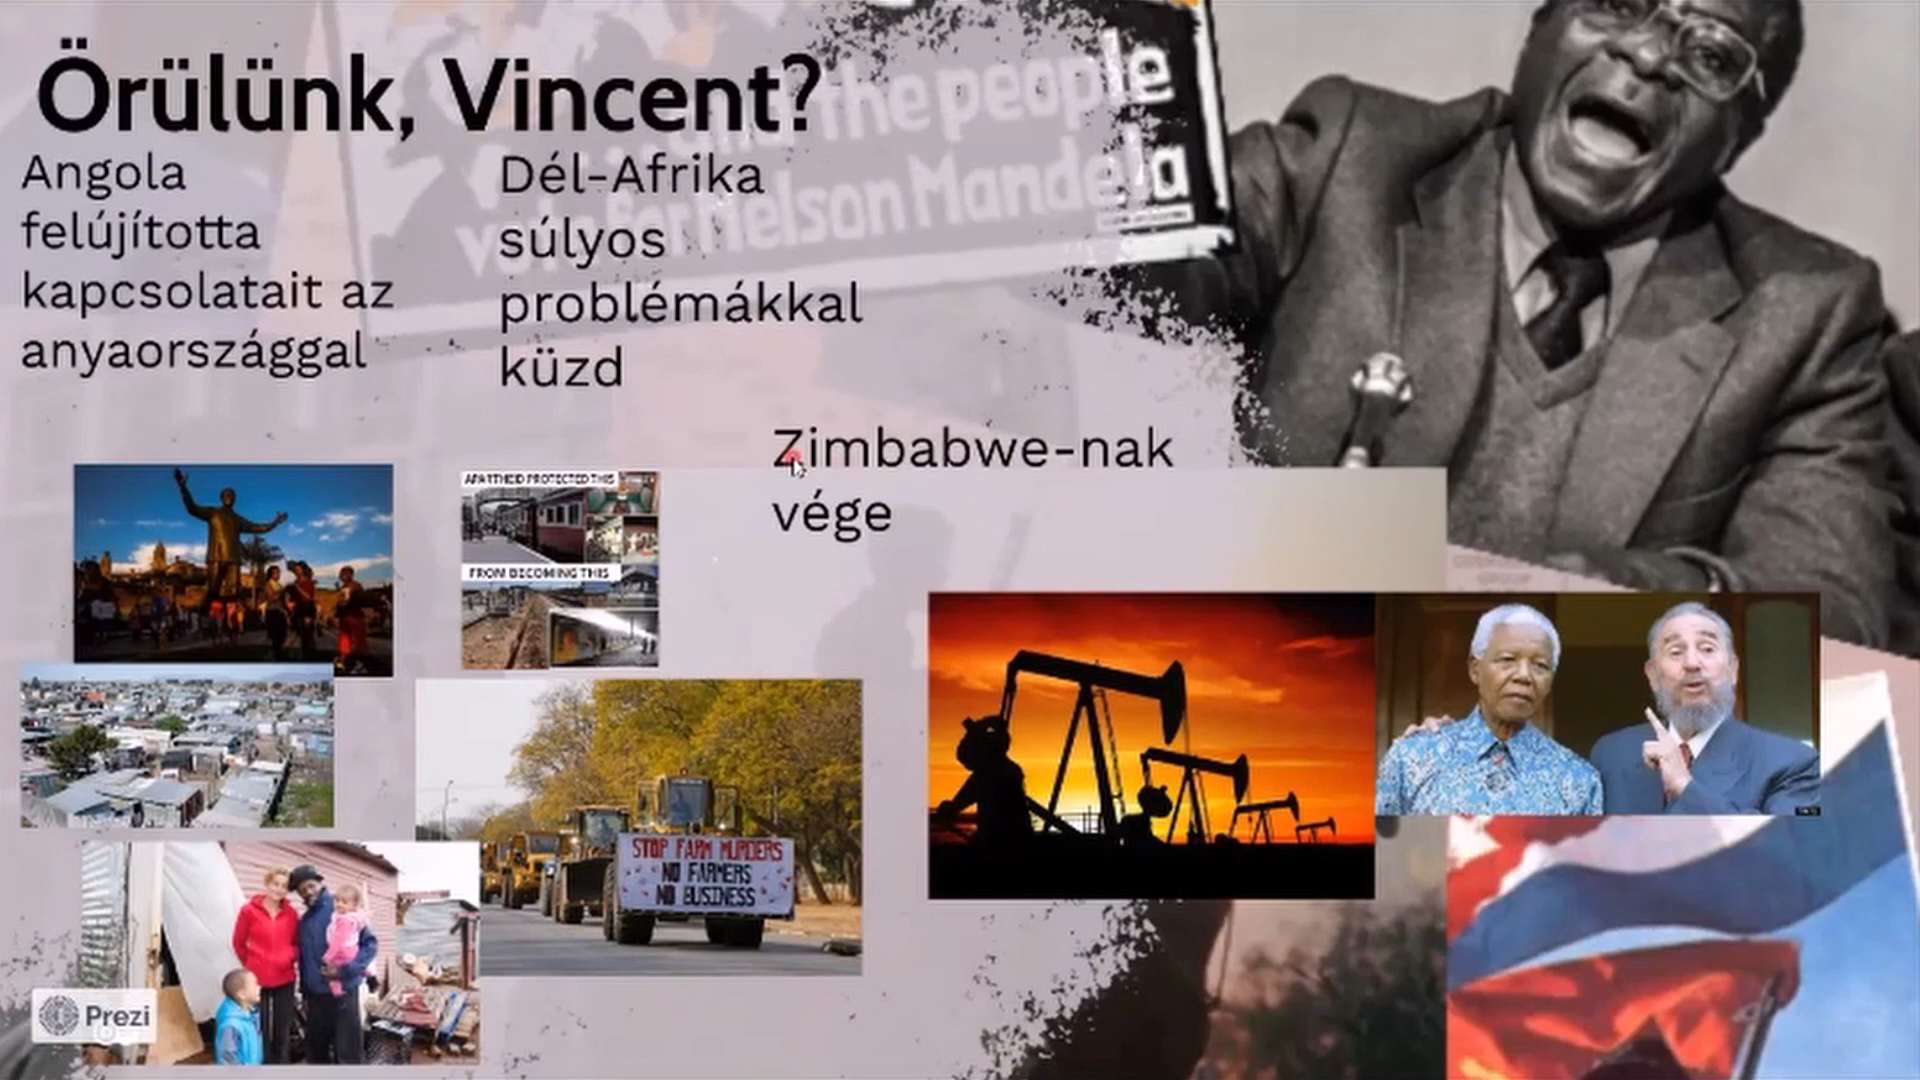 Örülünk, Vincent?
Angola
felújította
kapcsolatait az
anyaországgal
Dél-Afrika
súlyos
problémákkal
küzd
the people
vote for Nelson Mandela
Zimbabwe-nak
vége
APARTHEID PROTECTED THIS
FROM BECOMING THIS
STOP FARM MURDERS
NO FARMERS
NO BUSINESS
Prezi